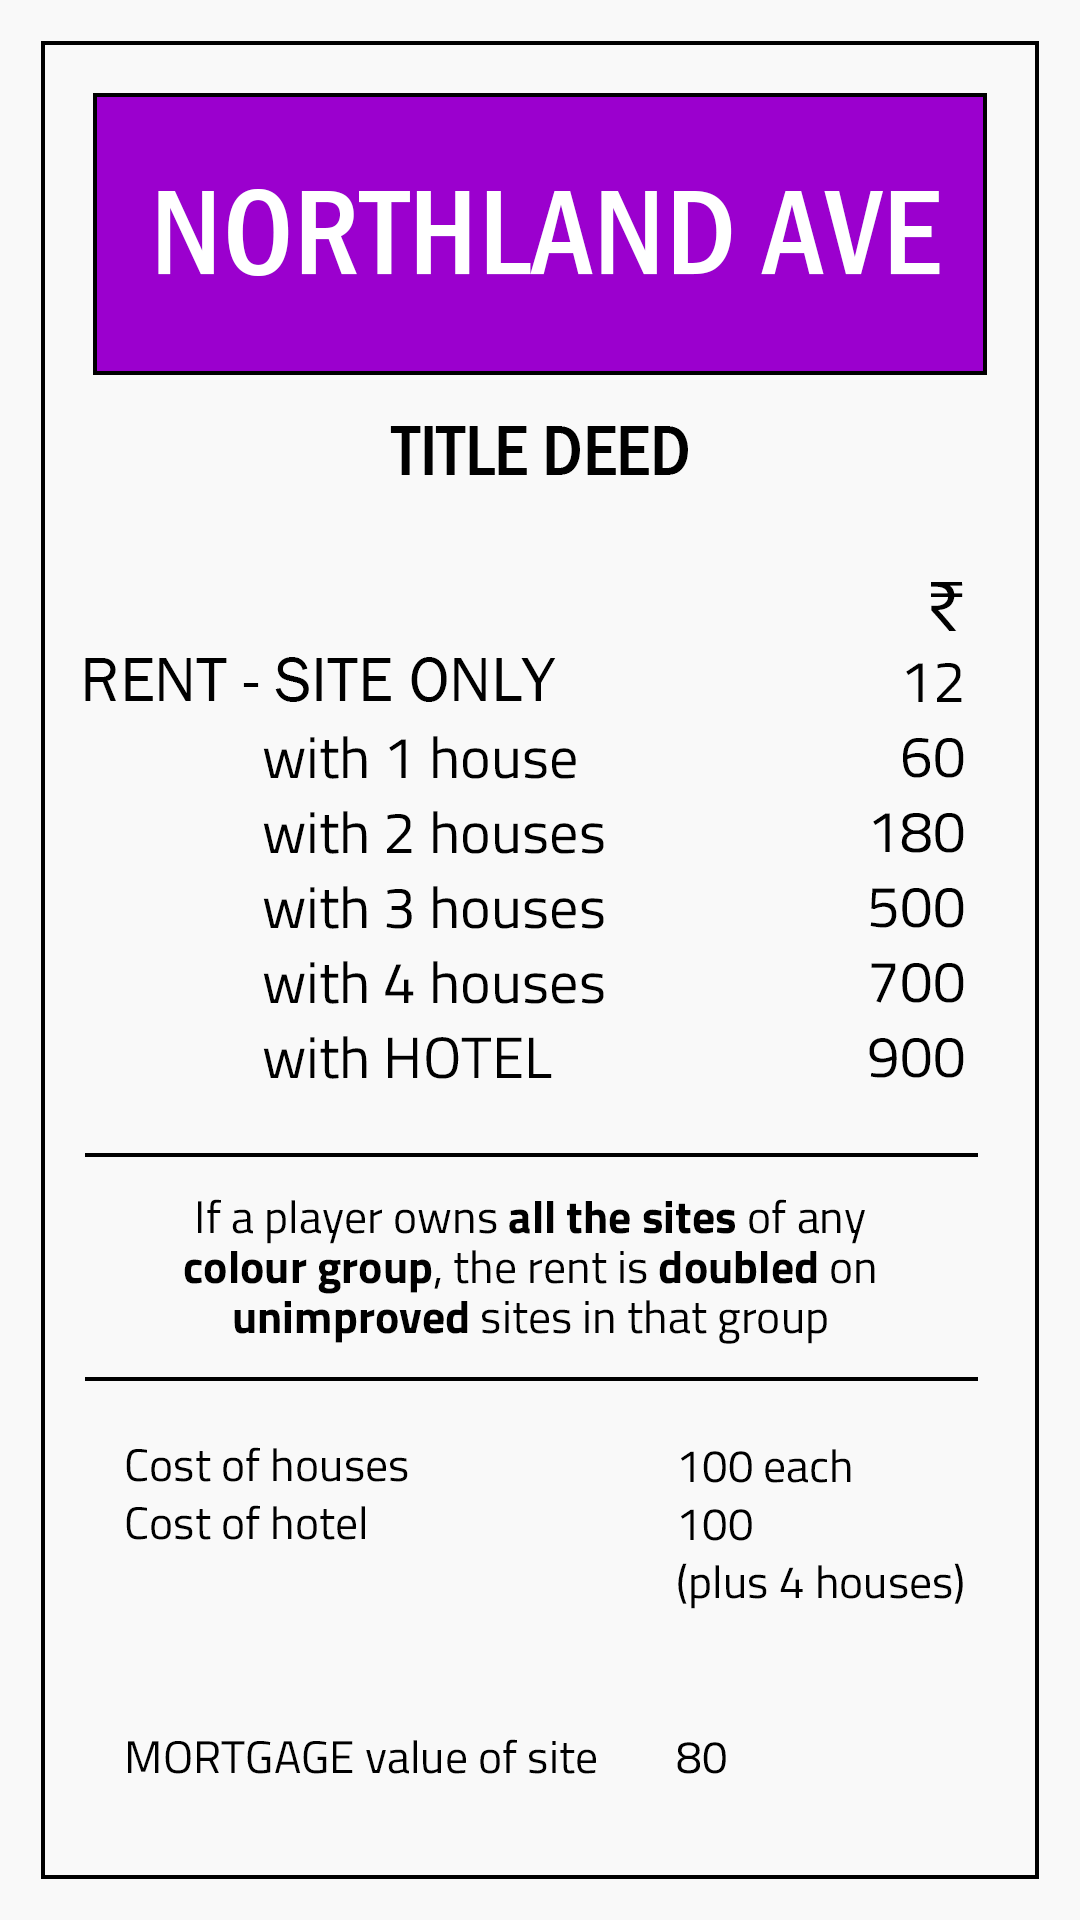 NORTHLAND AVE
TITLE DEED
₹
RENT - SITE ONLY 12
with 1 house 60
with 2 houses 180
with 3 houses 500
with 4 houses 700
with HOTEL 900
If a player owns all the sites of any
colour group, the rent is doubled on
unimproved sites in that group
Cost of houses 100 each
Cost of hotel 100
(plus 4 houses)
MORTGAGE value of site 80